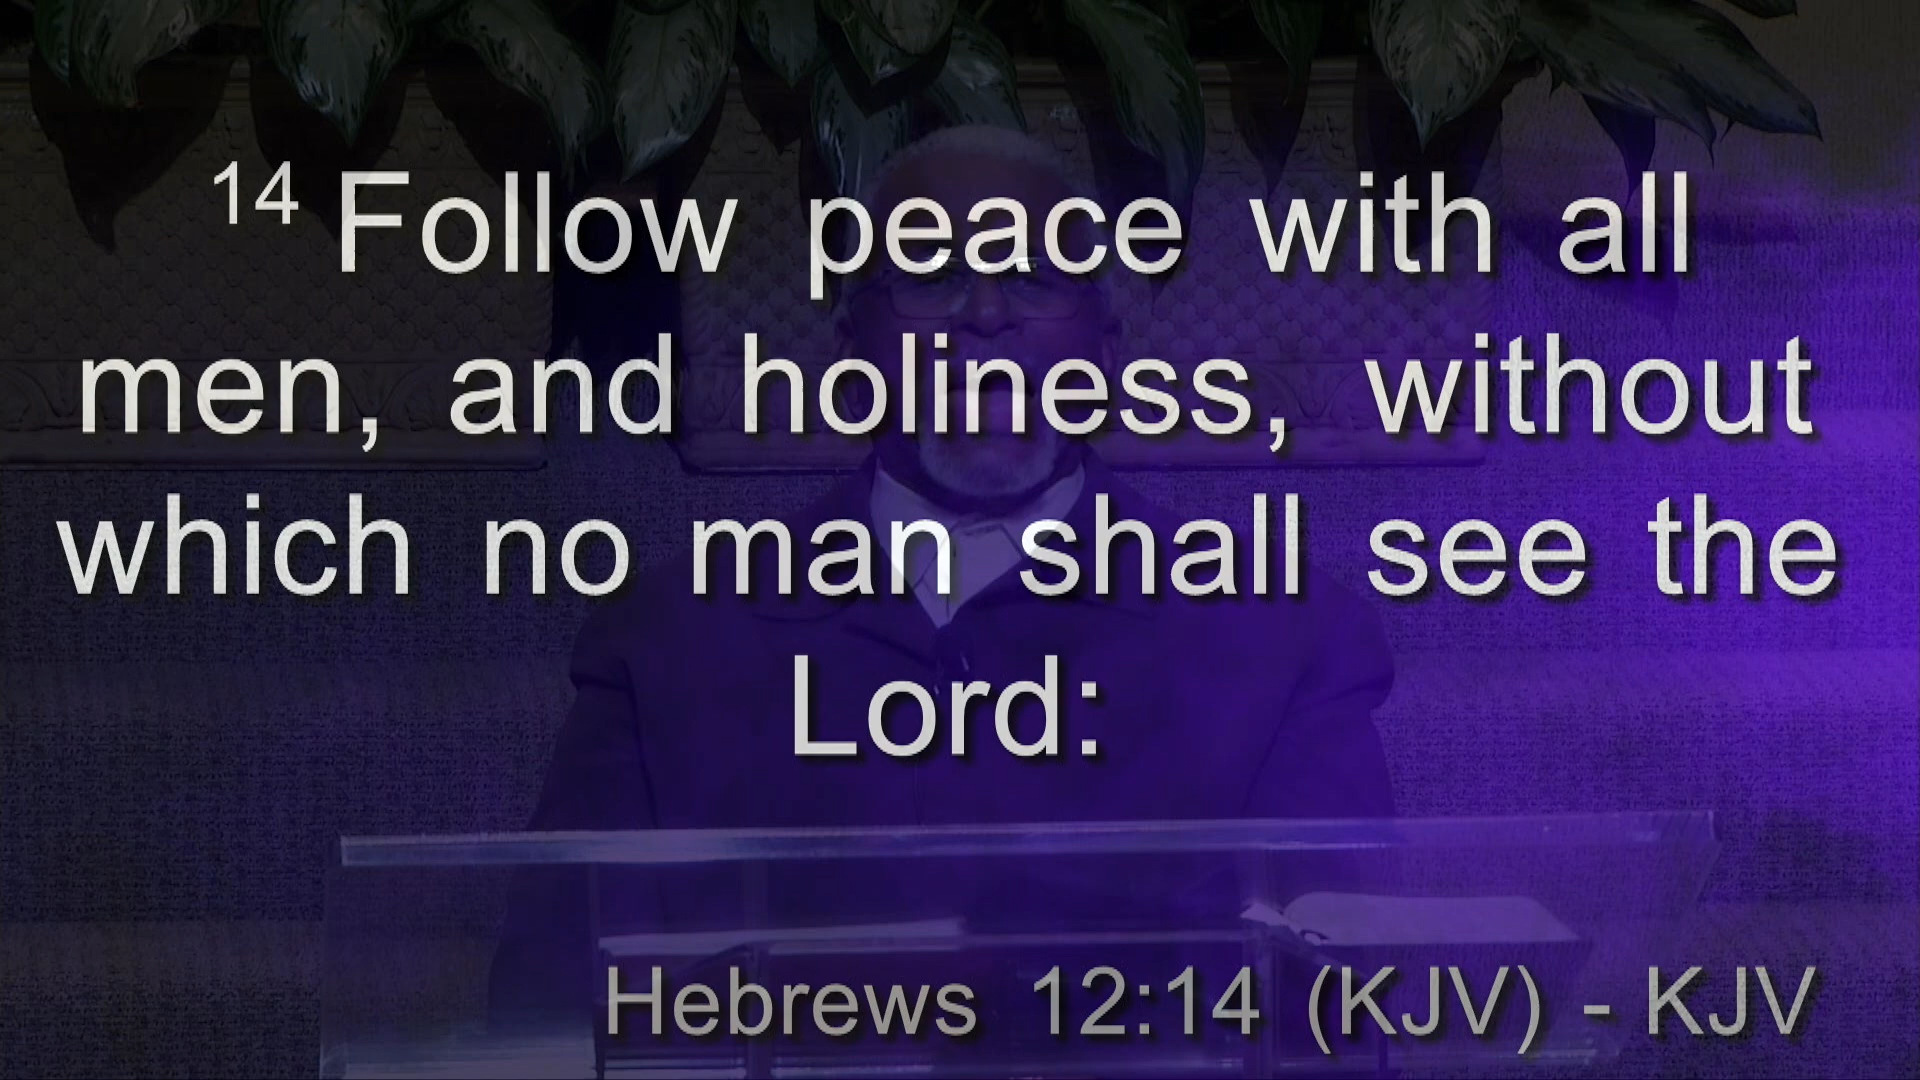 14 Follow peace with all
men, and holiness, without
which no man shall see the
Lord:
Hebrews 12:14 (KJV) - KJV